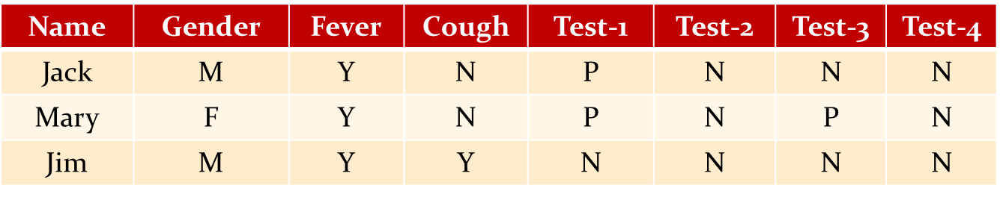 Name Gender Fever Cough Test-1 Test-2 Test-3 Test-4
Jack M Y N P N N N
Mary F Y N P N P N
Jim M Y Y N N N N